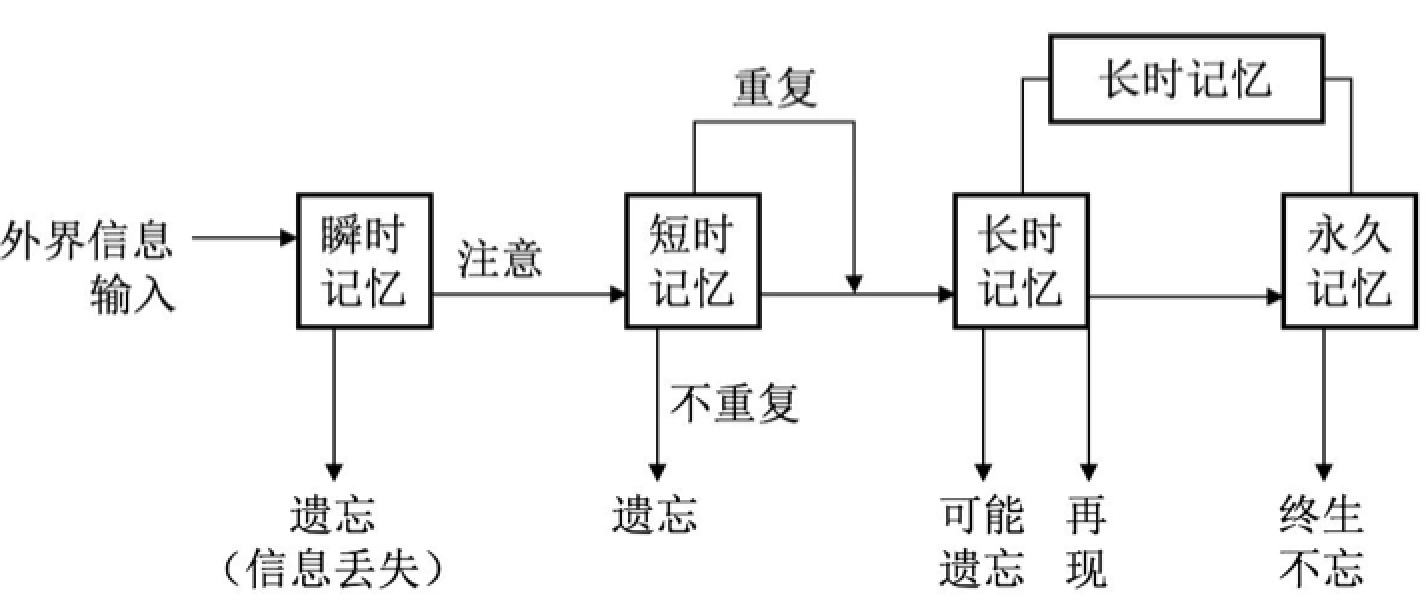 长时记忆
重复
外界信息
输入
瞬时
记忆
注意
短时
记忆
长时
记忆
永久
记忆
不重复
遗忘
（信息丢失）
遗忘
可能
遗忘
再
现
终生
不忘